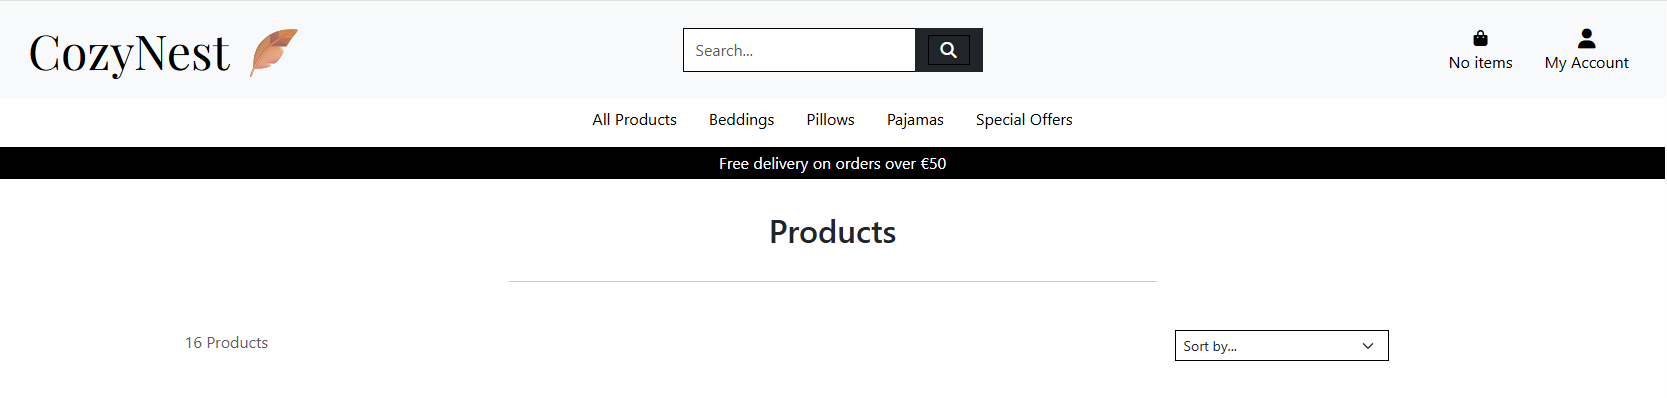 CozyNest
Search...
No items
My Account
All Products Beddings Pillows Pajamas Special Offers
Free delivery on orders over €50
Products
16 Products
Sort by...